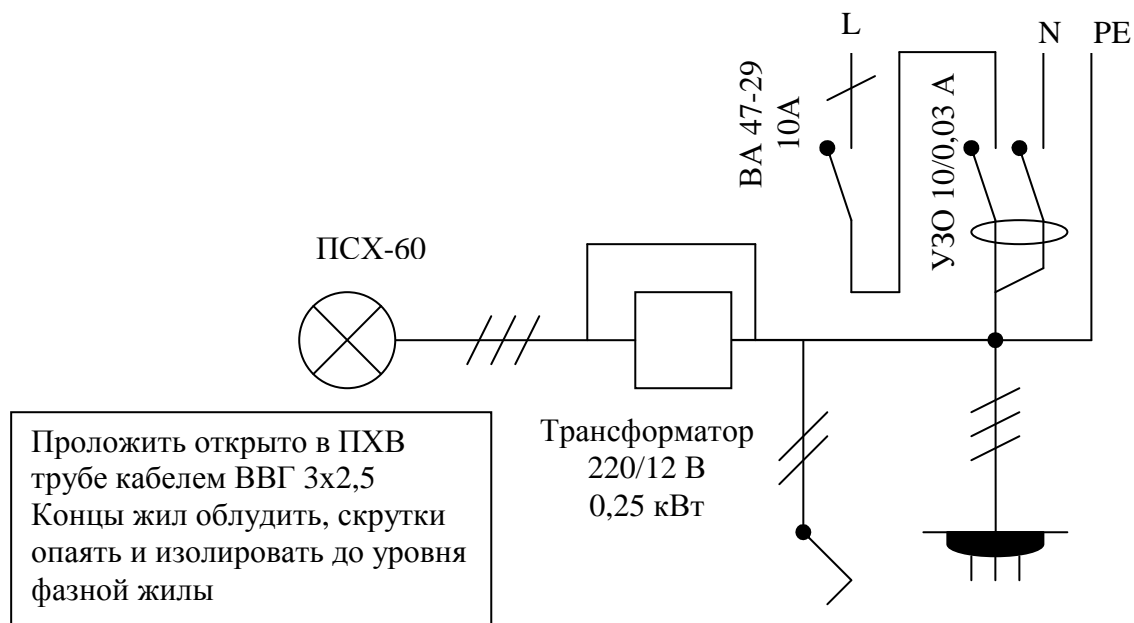 L
N
PE
ВА 47-29
10А
УЗО 10/0,03 А
ПСХ-60
Трансформатор
220/12 В
0,25 кВт
Проложить открыто в ПХВ
трубе кабелем ВВГ 3х2,5
Концы жил облудить, скрутки
опаять и изолировать до уровня
фазной жилы